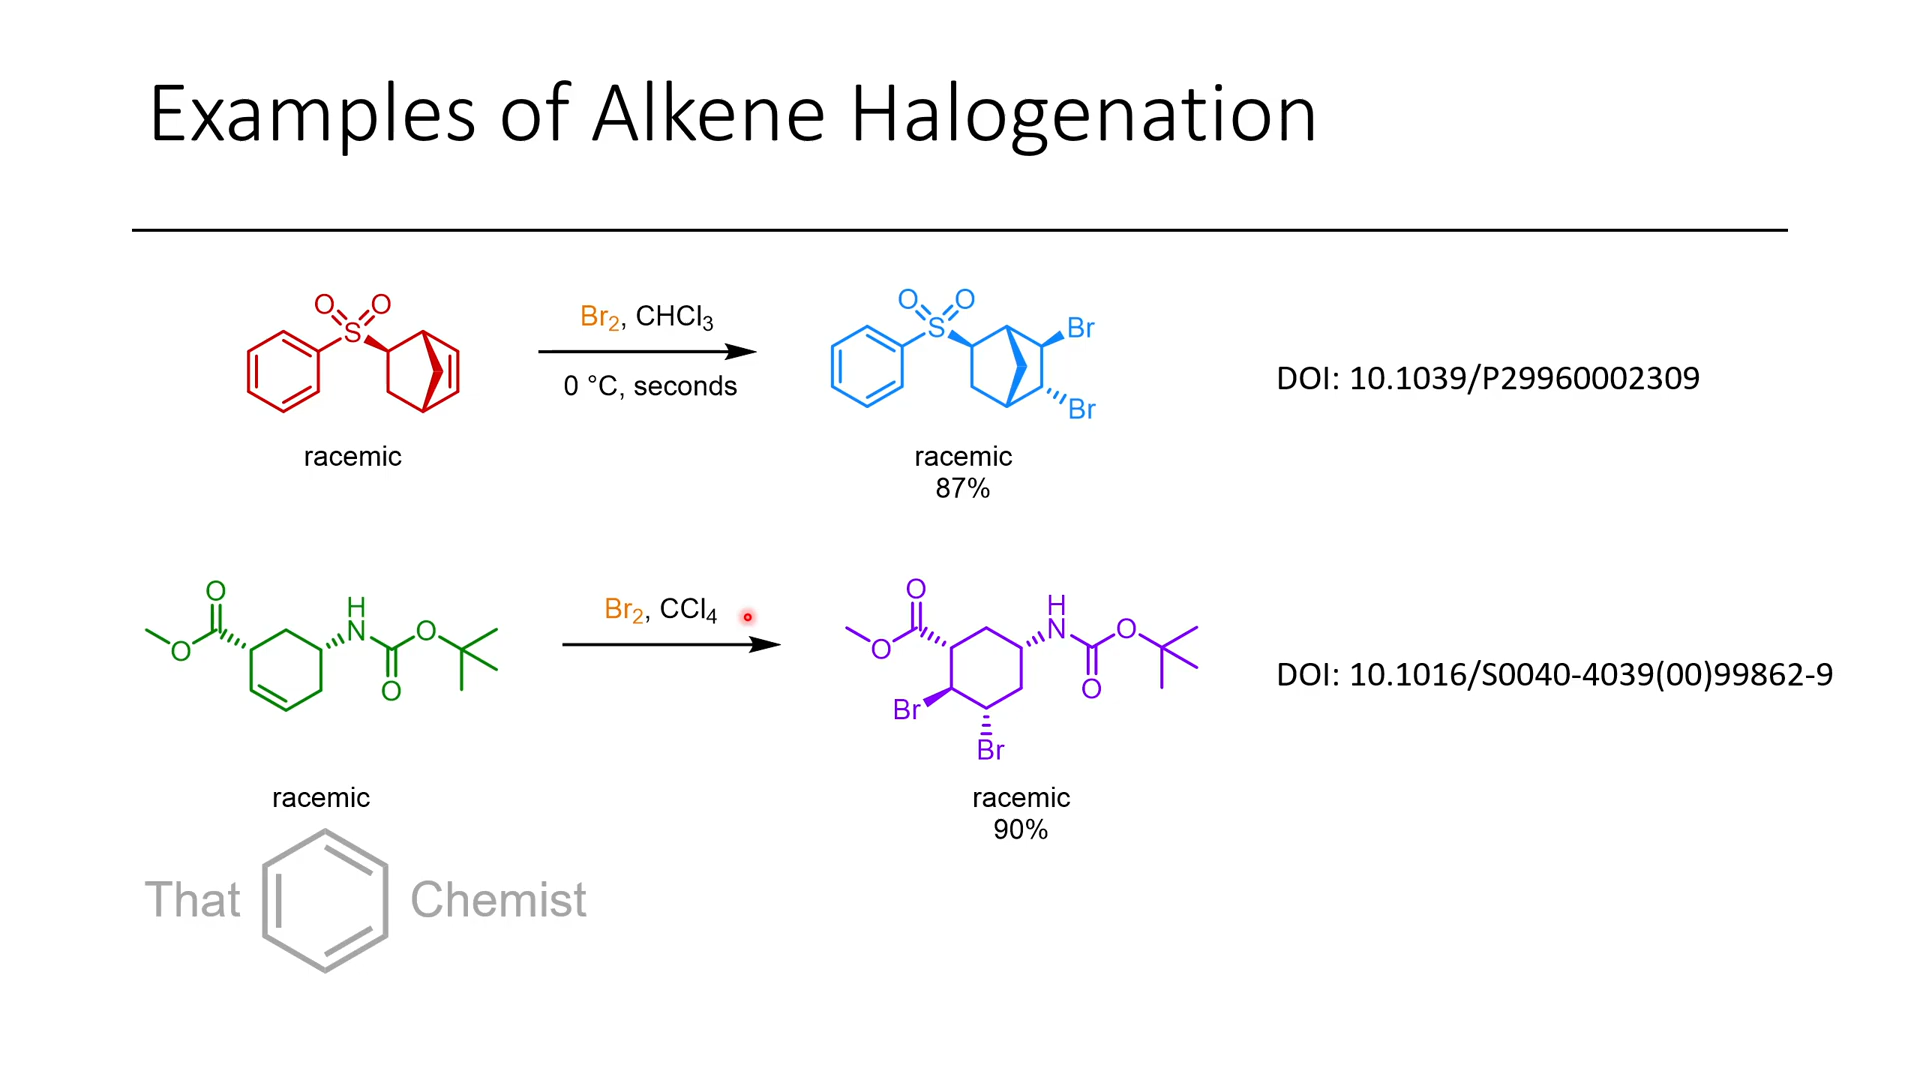 Examples of Alkene Halogenation
O O
S
Br2, CHCl3
0 °C, seconds
O O
S
Br
Br
DOI: 10.1039/P29960002309
racemic
racemic
87%
O
O
H
N
O
O
Br2, CCl4
O
O
H
N
O
O
Br
Br
DOI: 10.1016/S0040-4039(00)99862-9
racemic
racemic
90%
That Chemist